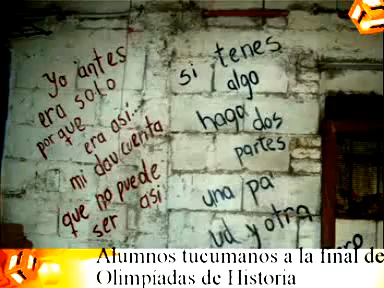 Yo antes
era solo
porque
era asi.
mi dav cuenta
que no puede
ser asi
si tenes
algo
haga dos
partes
una pa
ud y otra
Alumnos tucumanos a la final de
Olimpíadas de Historia